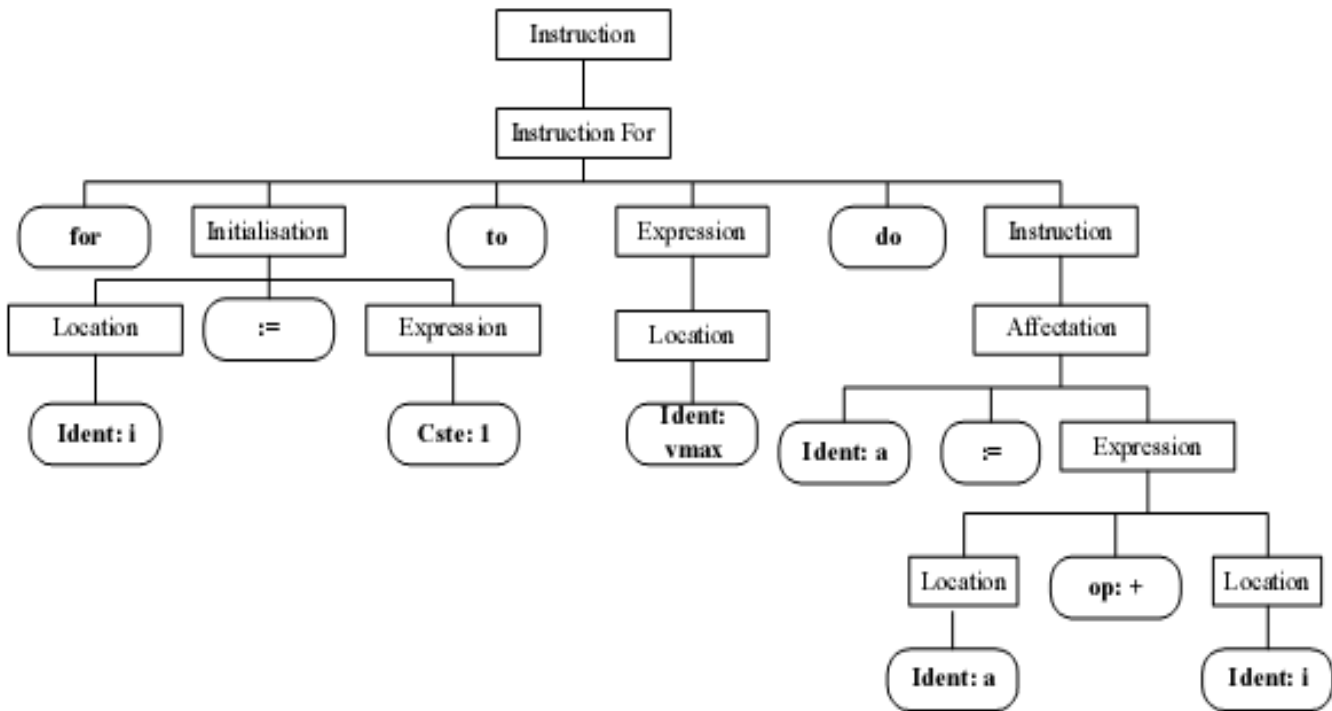 Instruction
Instruction For
for
Initialisation
to
Expression
do
Instruction
Location
:=
Expression
Location
Affectation
Ident: i
Cste: 1
Ident:
vmax
Ident: a
:=
Expression
Location
op: +
Location
Ident: a
Ident: i